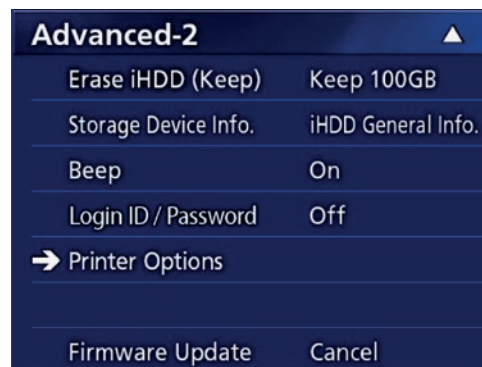 Advanced-2
Erase iHDD (Keep) Keep 100GB
Storage Device Info. iHDD General Info.
Beep On
Login ID / Password Off
Printer Options
Firmware Update Cancel